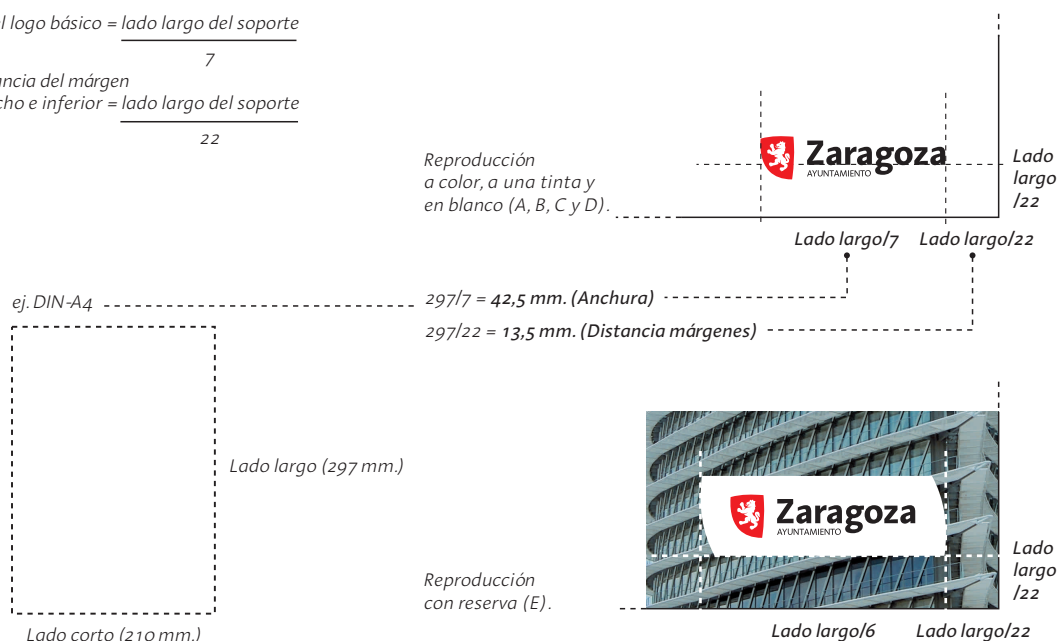 l logo básico = lado largo del soporte
7
ancia del márgen
cho e inferior = lado largo del soporte
22
Zaragoza
AYUNTAMIENTO
Reproducción
a color, a una tinta y
en blanco (A, B, C y D).
Lado
largo
/22
Lado largo/7 Lado largo/22
ej. DIN-A4
297/7 = 42,5 mm. (Anchura)
297/22 = 13,5 mm. (Distancia márgenes)
Lado largo (297 mm.)
Zaragoza
AYUNTAMIENTO
Lado
largo
/22
Reproducción
con reserva (E).
Lado largo/6 Lado largo/22
Lado corto (210 mm.)